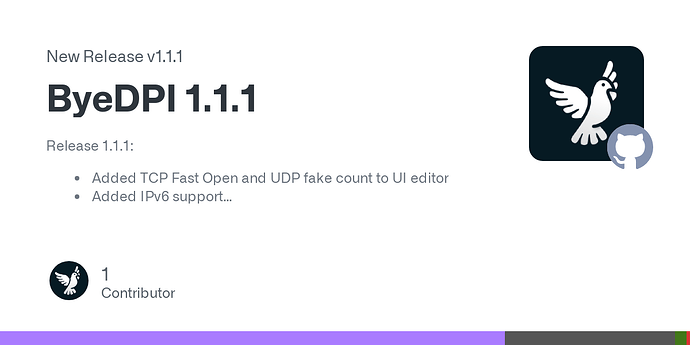 New Release v1.1.1
ByeDPI 1.1.1
Release 1.1.1:
• Added TCP Fast Open and UDP fake count to UI editor
• Added IPv6 support...
1
Contributor